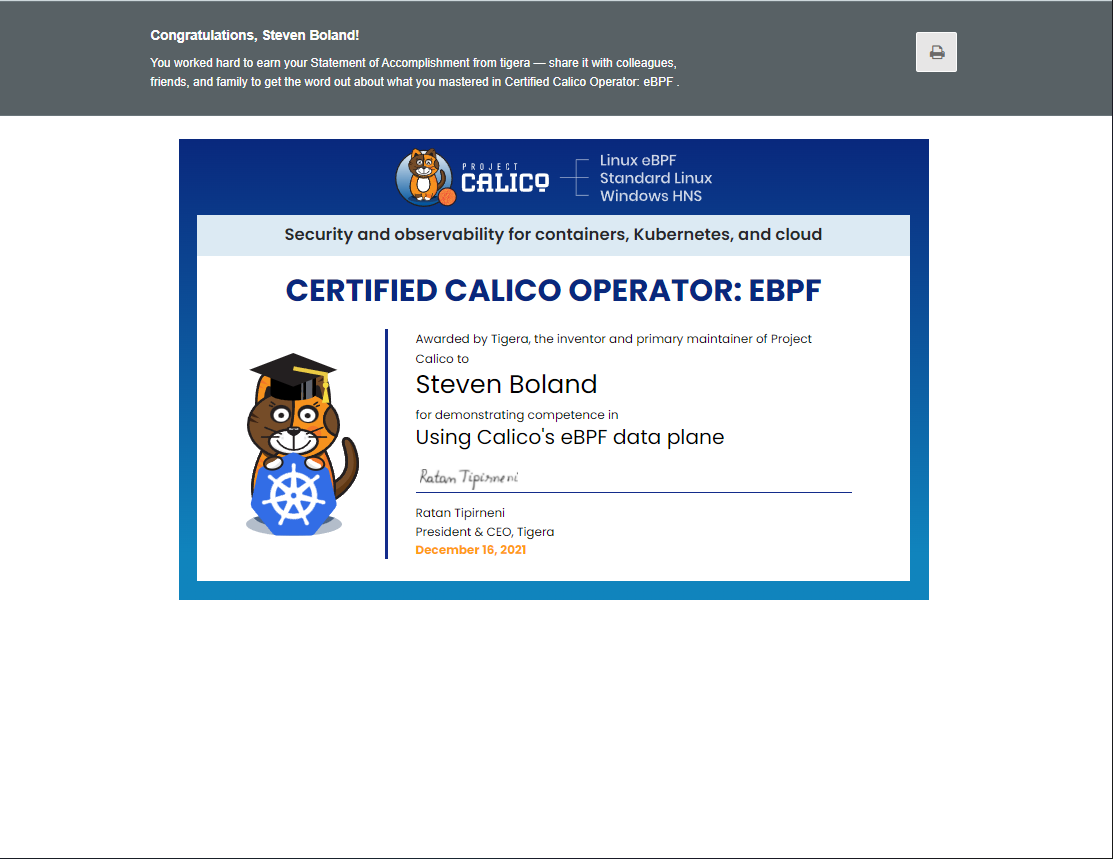 Congratulations, Steven Boland!
You worked hard to earn your Statement of Accomplishment from tigera — share it with colleagues,
friends, and family to get the word out about what you mastered in Certified Calico Operator: eBPF .
PROJECT
CALICO
Linux eBPF
Standard Linux
Windows HNS
Security and observability for containers, Kubernetes, and cloud
CERTIFIED CALICO OPERATOR: EBPF
Awarded by Tigera, the inventor and primary maintainer of Project
Calico to
Steven Boland
for demonstrating competence in
Using Calico's eBPF data plane
Ratan Tipirneni
Ratan Tipirneni
President & CEO, Tigera
December 16, 2021